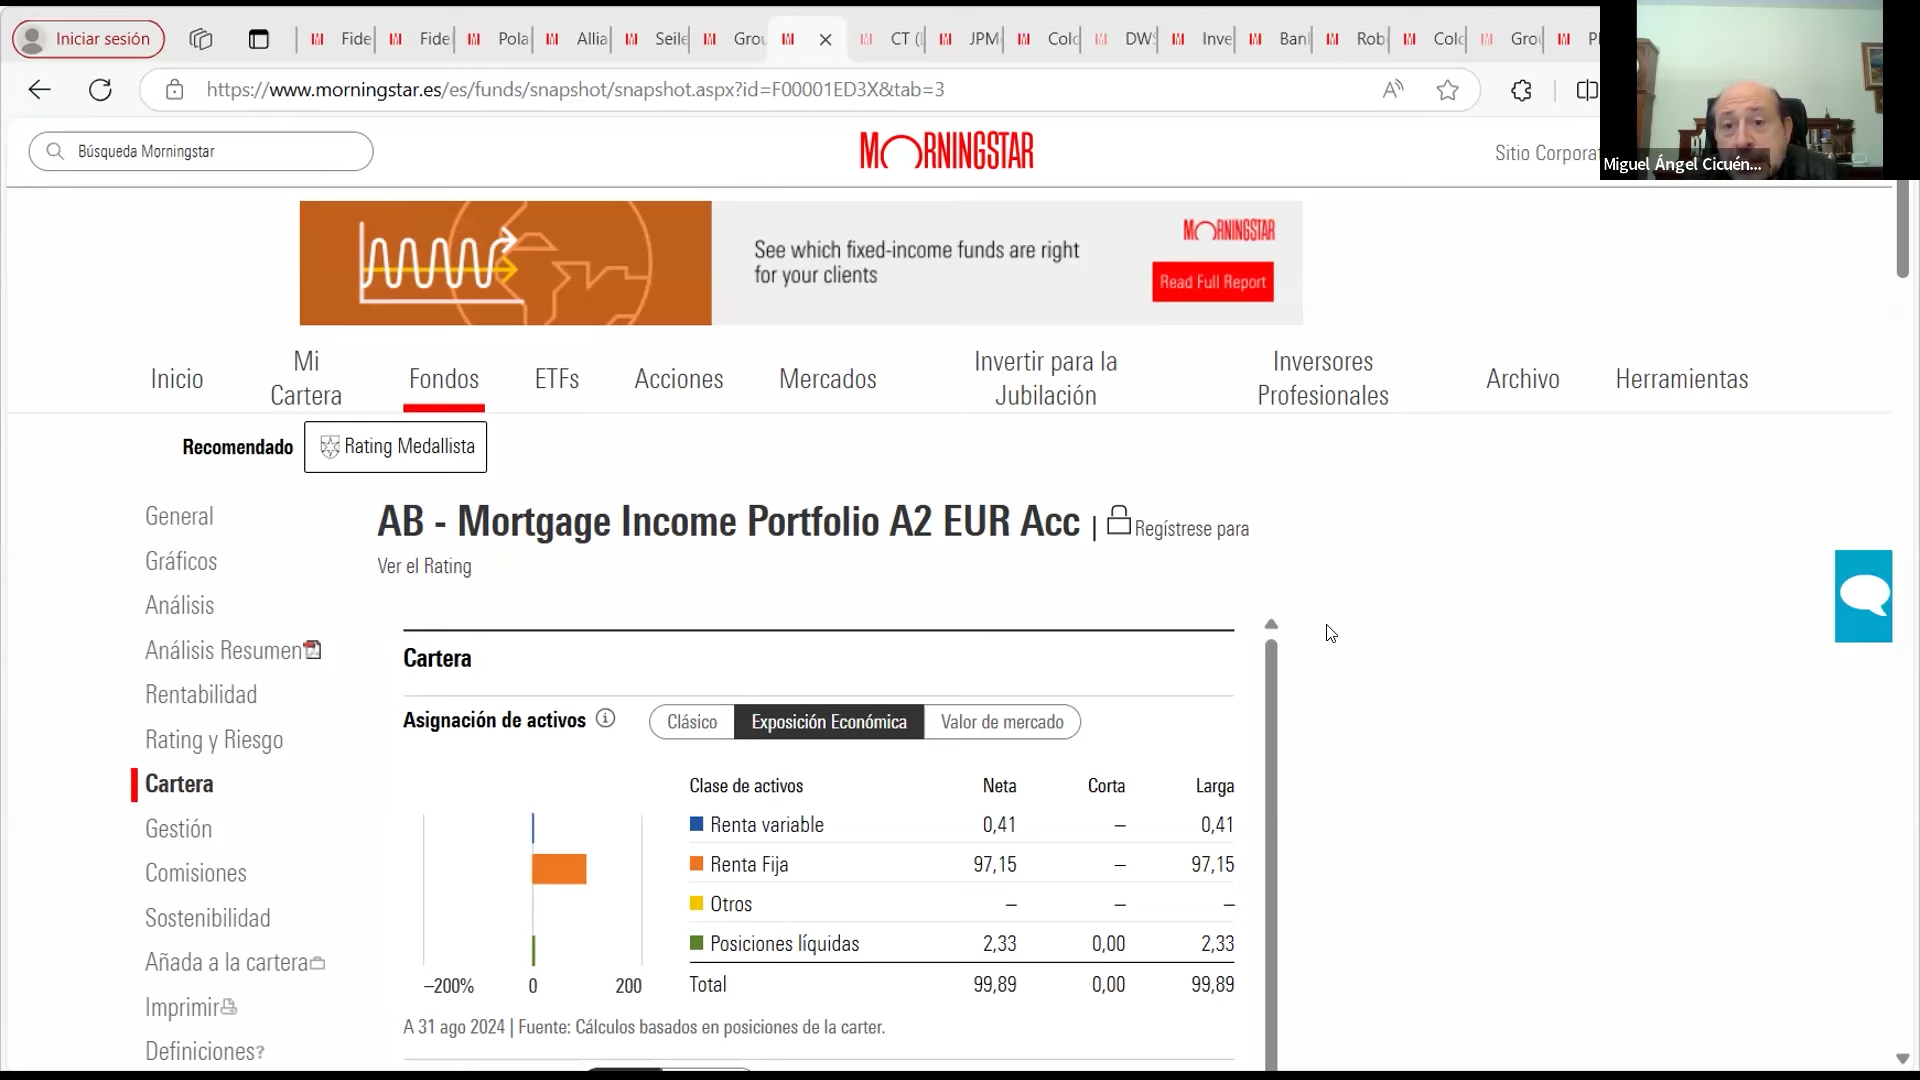 Iniciar sesión
Fide
Fide
Pola
Allia
Seile
Grou
CT (
JPM
Colc
DWS
Inve
Ban
Rob
Colc
Grou
https://www.morningstar.es/es/funds/snapshot/snapshot.aspx?id=F00001ED3X&tab=3
Miguel Ángel Cicuén...
Búsqueda Morningstar
MORNINGSTAR
Sitio Corporat
See which fixed-income funds are right
for your clients
MORNINGSTAR
Read Full Report
Inicio
Mi
Cartera
Fondos
ETFs
Acciones
Mercados
Invertir para la
Jubilación
Inversores
Profesionales
Archivo
Herramientas
Recomendado
Rating Medallista
General
Gráficos
Análisis
Análisis Resumen
Rentabilidad
Rating y Riesgo
Cartera
Gestión
Comisiones
Sostenibilidad
Añada a la cartera
Imprimir
Definiciones?
AB - Mortgage Income Portfolio A2 EUR Acc | Regístrese para
Ver el Rating
Cartera
Asignación de activos
Clásico
Exposición Económica
Valor de mercado
Clase de activos Neta Corta Larga
Renta variable 0,41 – 0,41
Renta Fija 97,15 – 97,15
Otros – – –
Posiciones líquidas 2,33 0,00 2,33
Total 99,89 0,00 99,89
–200% 0 200
A 31 ago 2024 | Fuente: Cálculos basados en posiciones de la carter.